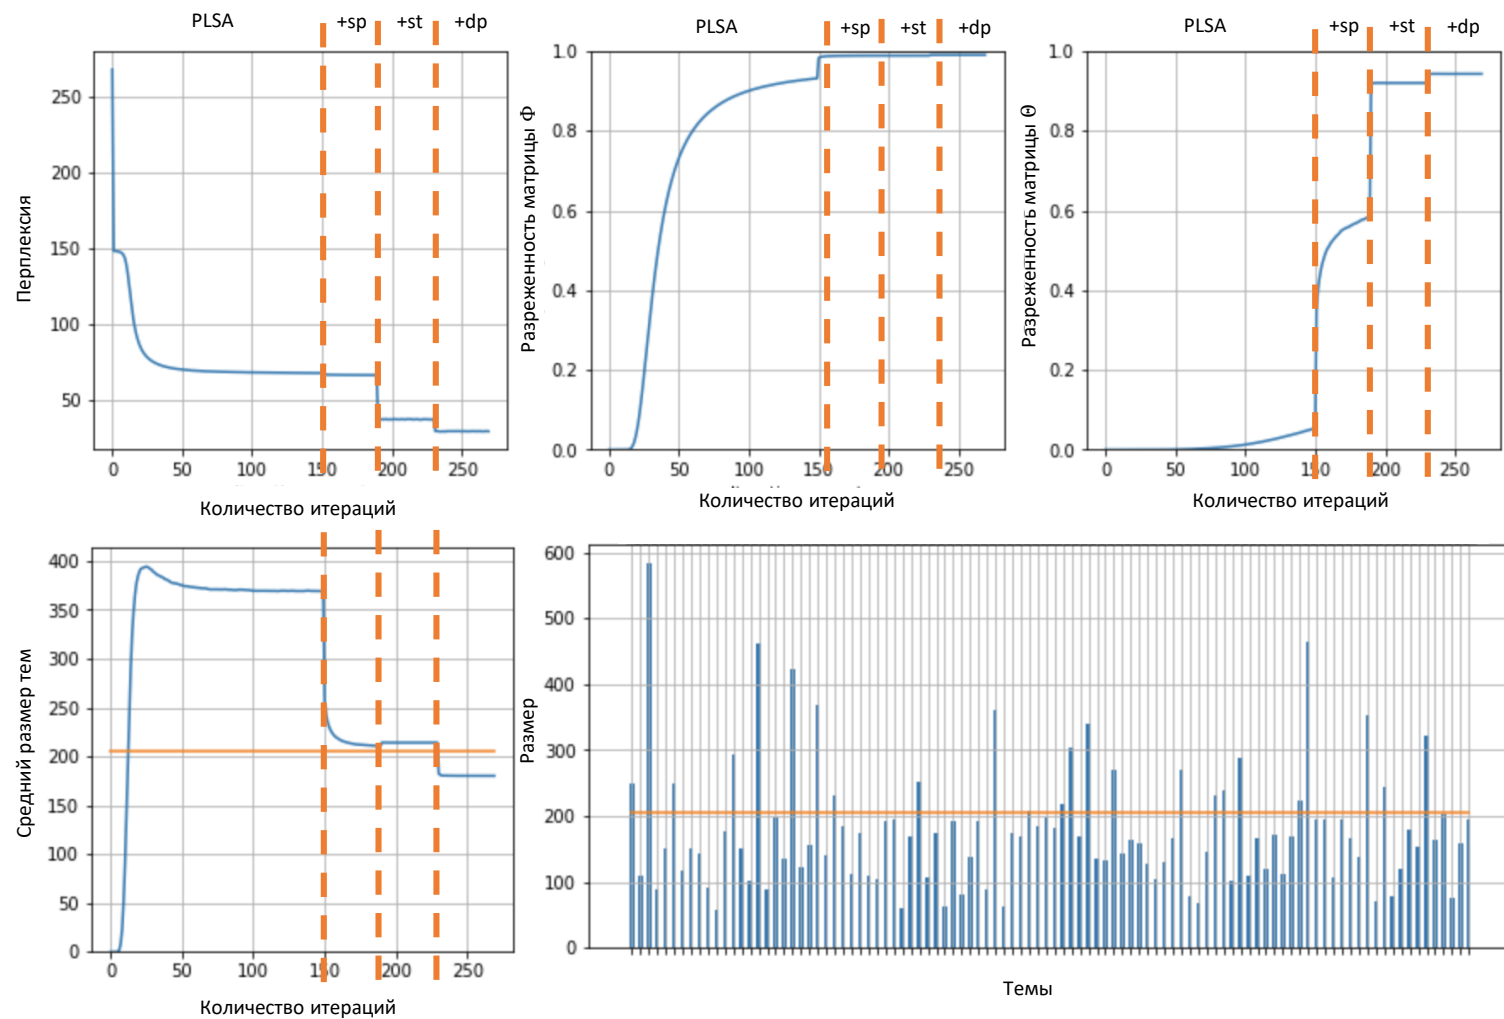 PLSA +sp +st +dp
Перплексия
250
200
150
100
50
0 50 100 150 200 250
Количество итераций
PLSA +sp +st +dp
Разреженность матрицы Φ
1.0
0.8
0.6
0.4
0.2
0.0
0 50 100 150 200 250
Количество итераций
PLSA +sp +st +dp
Разреженность матрицы Θ
1.0
0.8
0.6
0.4
0.2
0.0
0 50 100 150 200 250
Количество итераций
Средний размер тем
400
350
300
250
200
150
100
50
0
0 50 100 150 200 250
Количество итераций
Размер
600
500
400
300
200
100
0
Темы